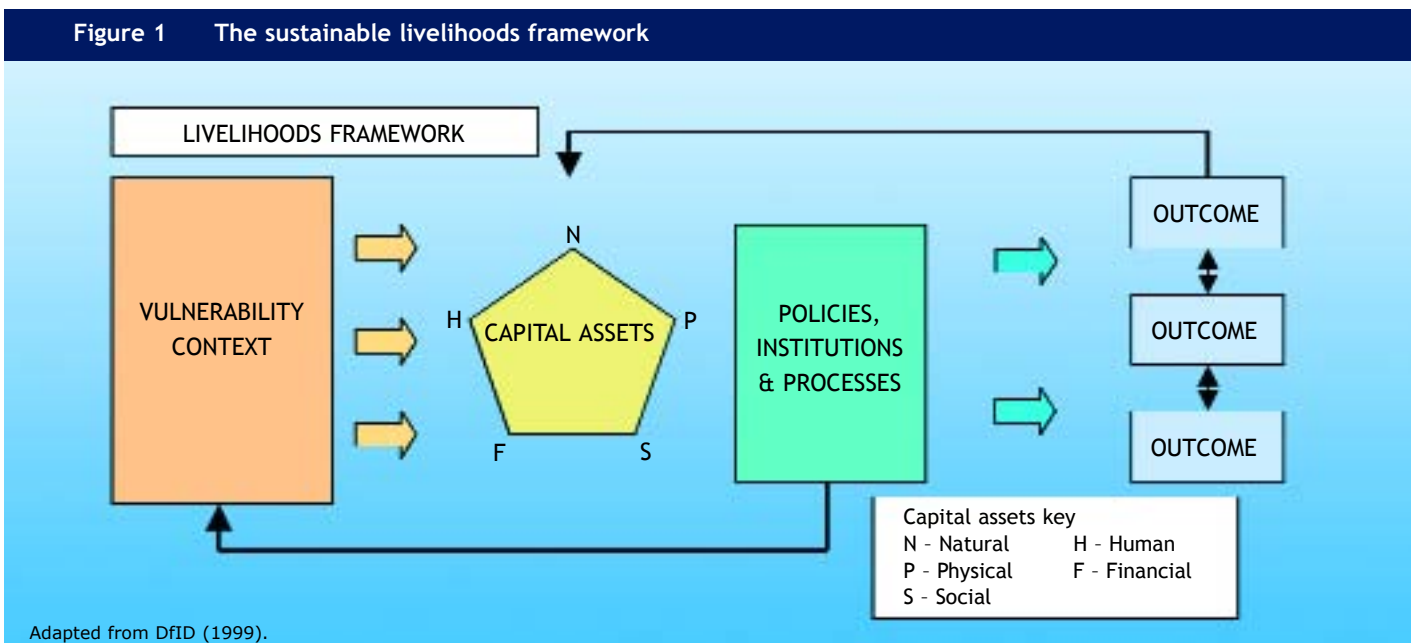 Figure 1 The sustainable livelihoods framework
LIVELIHOODS FRAMEWORK
VULNERABILITY
CONTEXT
N
H
CAPITAL ASSETS
P
F
S
POLICIES,
INSTITUTIONS
& PROCESSES
OUTCOME
OUTCOME
OUTCOME
Capital assets key
N – Natural H – Human
P – Physical F – Financial
S – Social
Adapted from DfID (1999).